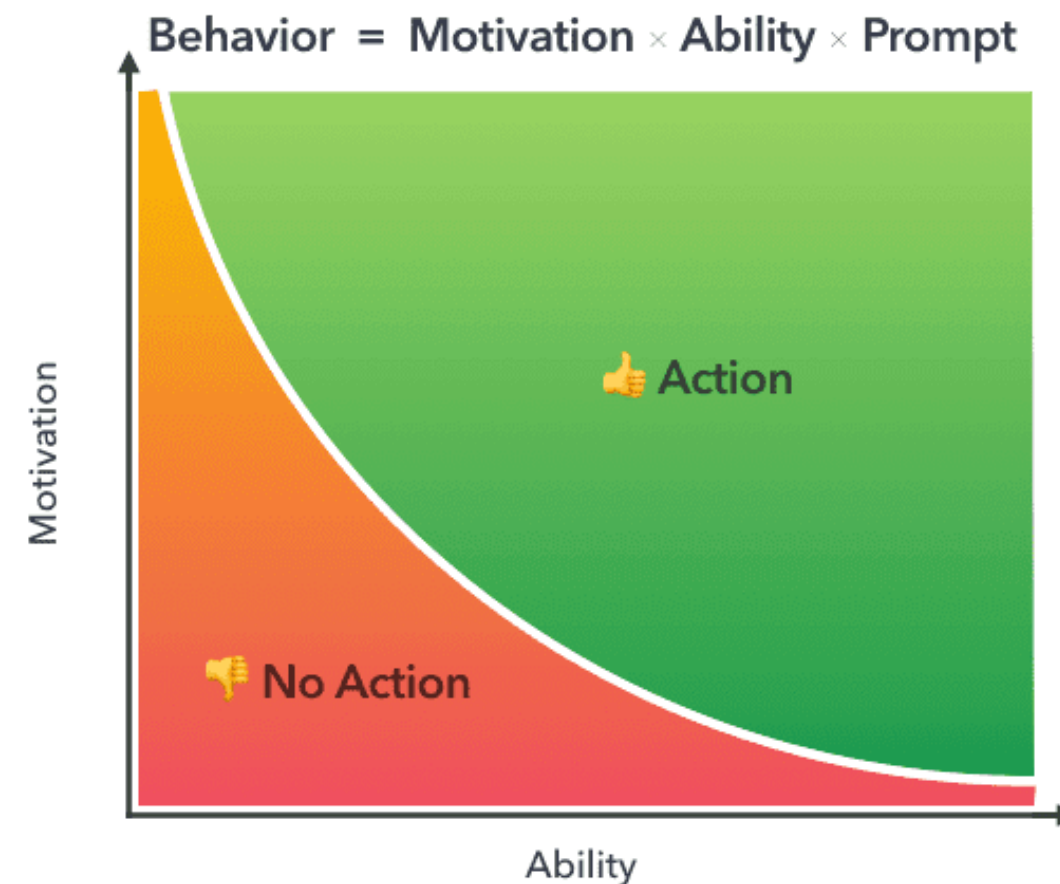 Behavior = Motivation × Ability × Prompt
👍 Action
Motivation
👎 No Action
Ability